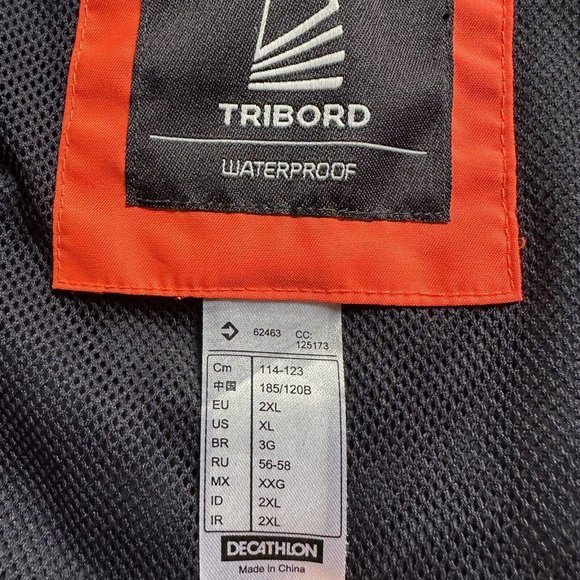 TRIBORD
WATERPROOF
62463 CC: 125173
Cm 114-123
中国 185/120B
EU 2XL
US XL
BR 3G
RU 56-58
MX XXG
ID 2XL
IR 2XL
DECATHLON
Made in China